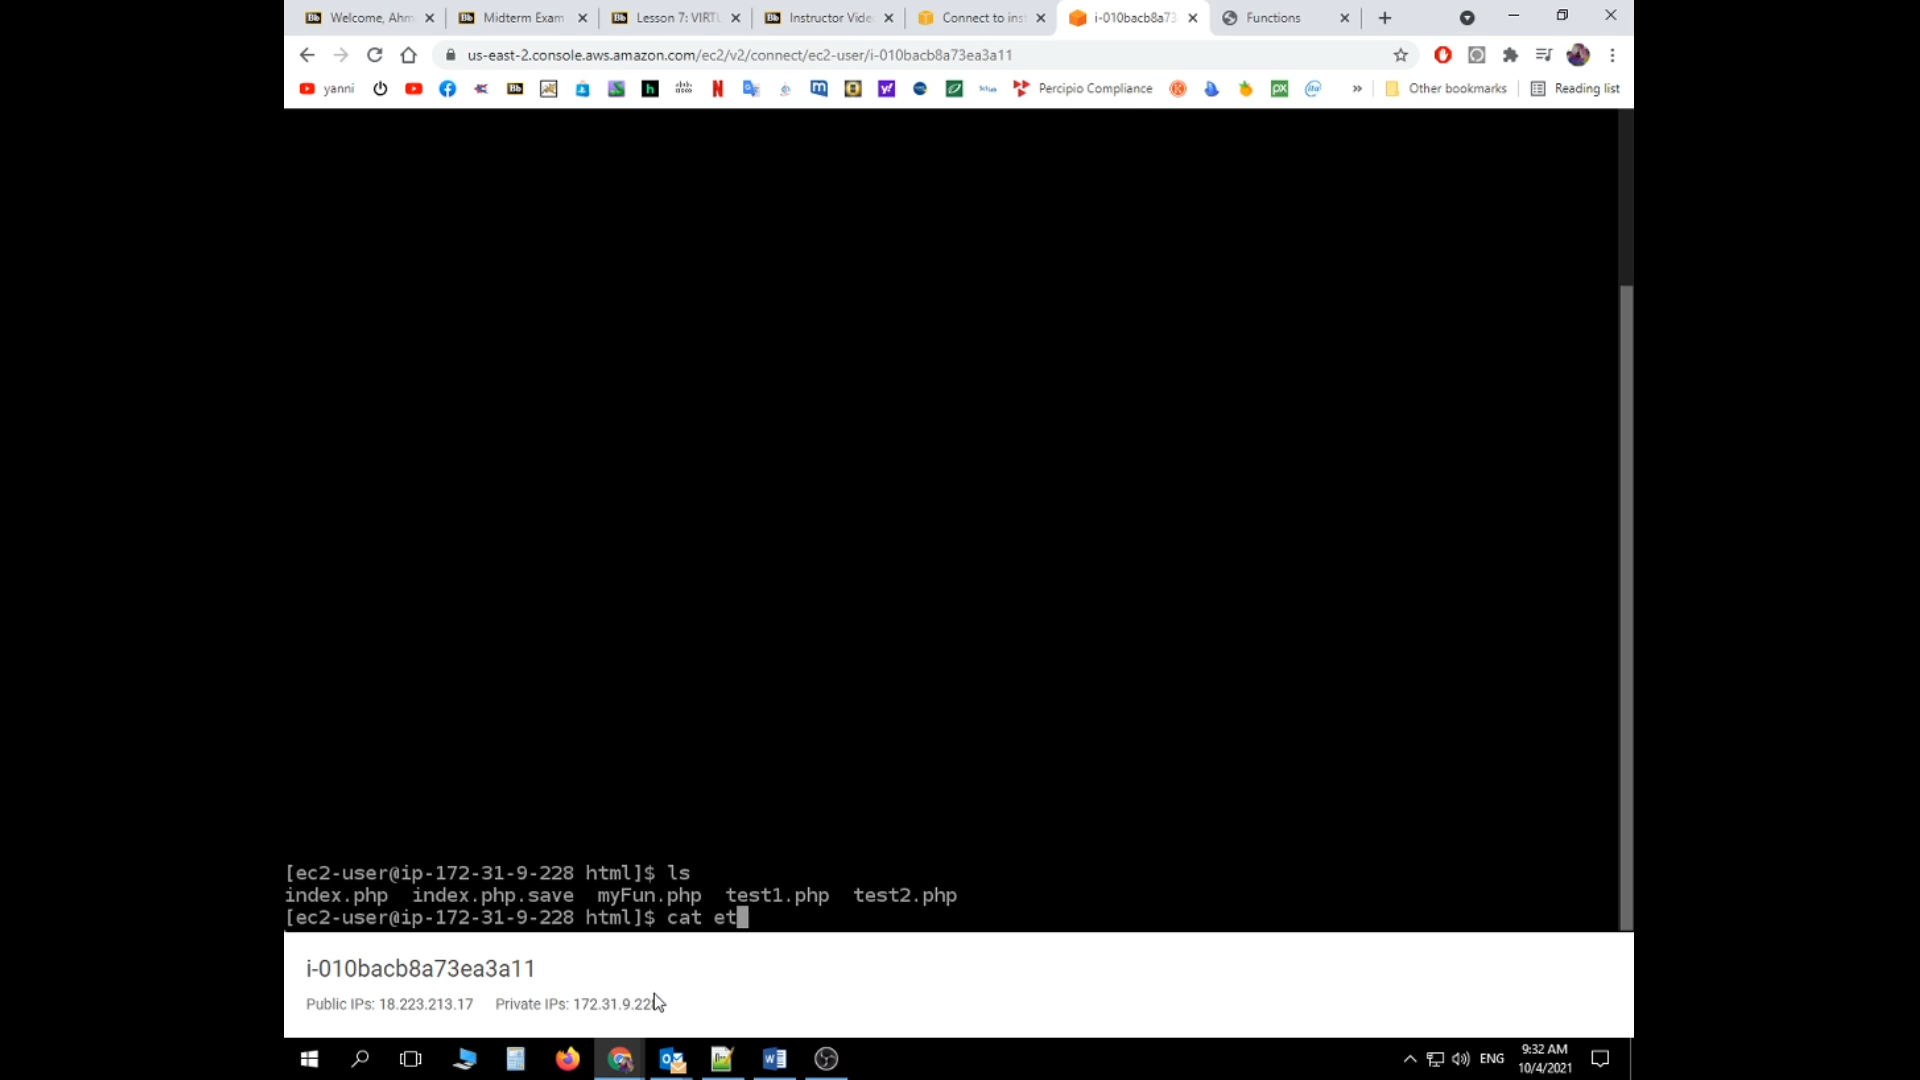 Welcome, Ahm
Midterm Exam
Lesson 7: VIRTU
Instructor Vide
Connect to inst
i-010bacb8a73
Functions
us-east-2.console.aws.amazon.com/ec2/v2/connect/ec2-user/i-010bacb8a73ea3a11
yanni
Percipio Compliance
Other bookmarks
Reading list
[ec2-user@ip-172-31-9-228 html]$ ls
index.php index.php.save myFun.php test1.php test2.php
[ec2-user@ip-172-31-9-228 html]$ cat et
i-010bacb8a73ea3a11
Public IPs: 18.223.213.17 Private IPs: 172.31.9.22
ENG
9:32 AM
10/4/2021